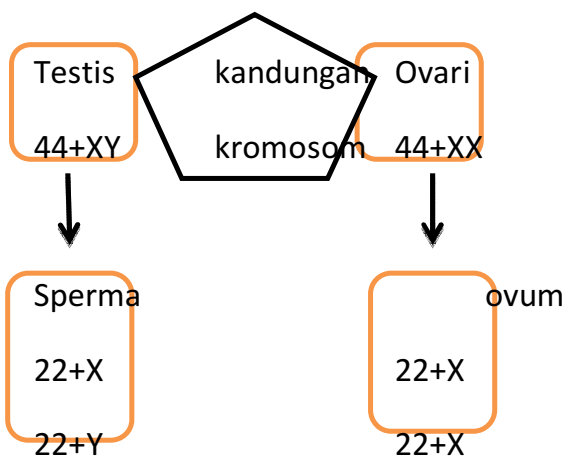 Testis kandungan Ovari
44+XY kromosom 44+XX
Sperma ovum
22+X 22+X
22+Y 22+X